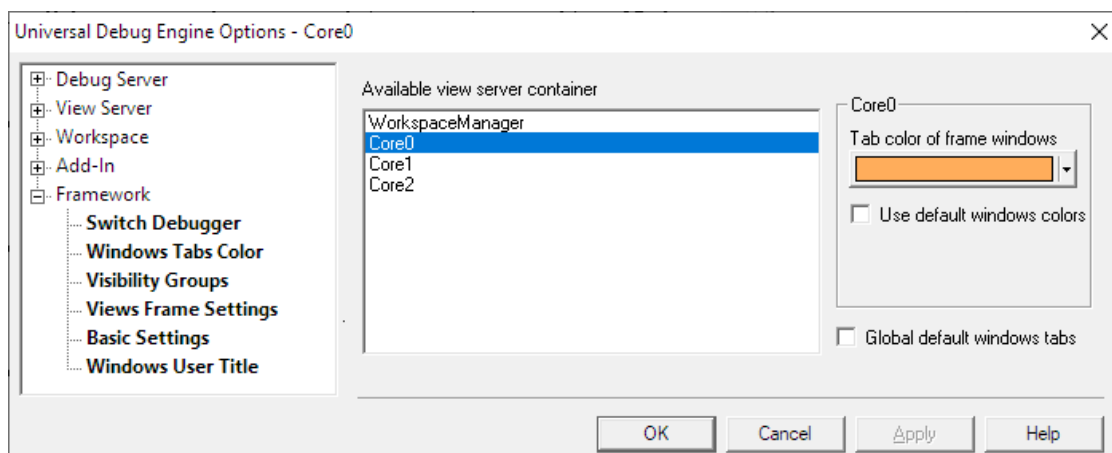 Universal Debug Engine Options - Core0
Debug Server
View Server
Workspace
Add-In
Framework
Switch Debugger
Windows Tabs Color
Visibility Groups
Views Frame Settings
Basic Settings
Windows User Title
Available view server container
WorkspaceManager
Core0
Core1
Core2
Core0
Tab color of frame windows
Use default windows colors
Global default windows tabs
OK
Cancel
Apply
Help